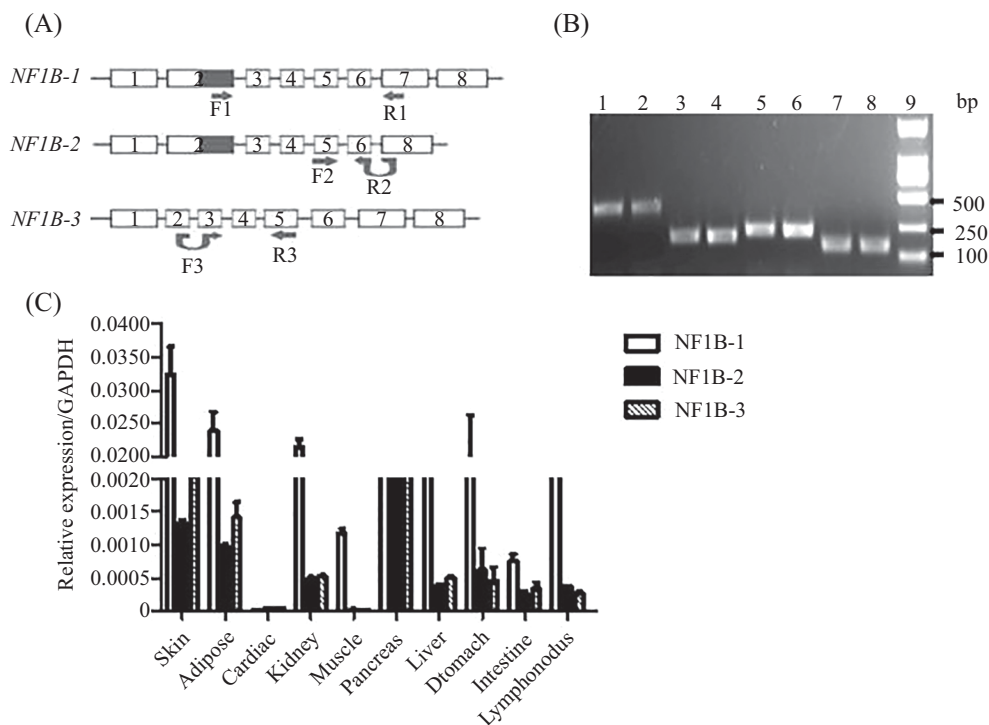 (A)
NF1B-1
1 2 3 4 5 6 7 8
F1 R1
NF1B-2
1 2 3 4 5 6 8
F2 R2
NF1B-3
1 2 3 4 5 6 7 8
F3 R3
(B)
1 2 3 4 5 6 7 8 9 bp
500
250
100
(C)
Relative expression/GAPDH
0.0400
0.0350
0.0300
0.0250
0.0200
0.0020
0.0015
0.0010
0.0005
0
Skin
Adipose
Cardiac
Kidney
Muscle
Pancreas
Liver
Dtomach
Intestine
Lymphonodus
NF1B-1
NF1B-2
NF1B-3